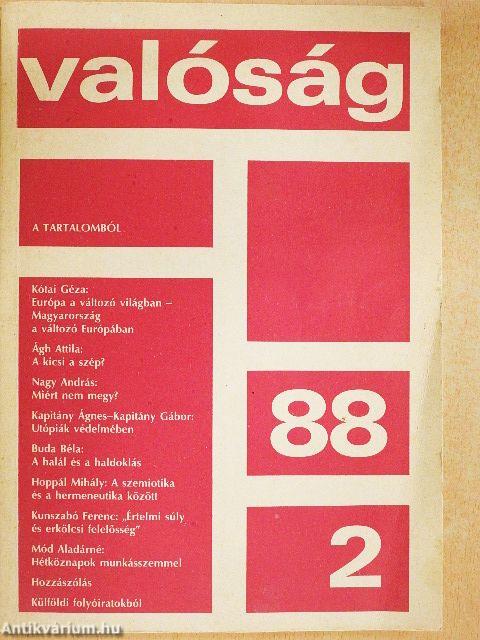 valóság
A TARTALOMBÓL
Kótai Géza:
Európa a változó világban –
Magyarország
a változó Európában
Ágh Attila:
A kicsi a szép?
Nagy András:
Miért nem megy?
Kapitány Ágnes–Kapitány Gábor:
Utópiák védelmében
Buda Béla:
A halál és a haldoklás
Hoppál Mihály: A szemiotika
és a hermeneutika között
Kunszabó Ferenc: „Értelmi súly
és erkölcsi felelősség”
Mód Aladárné:
Hétköznapok munkásszemmel
Hozzászólás
Külföldi folyóiratokból
88
2
Antikvárium.hu